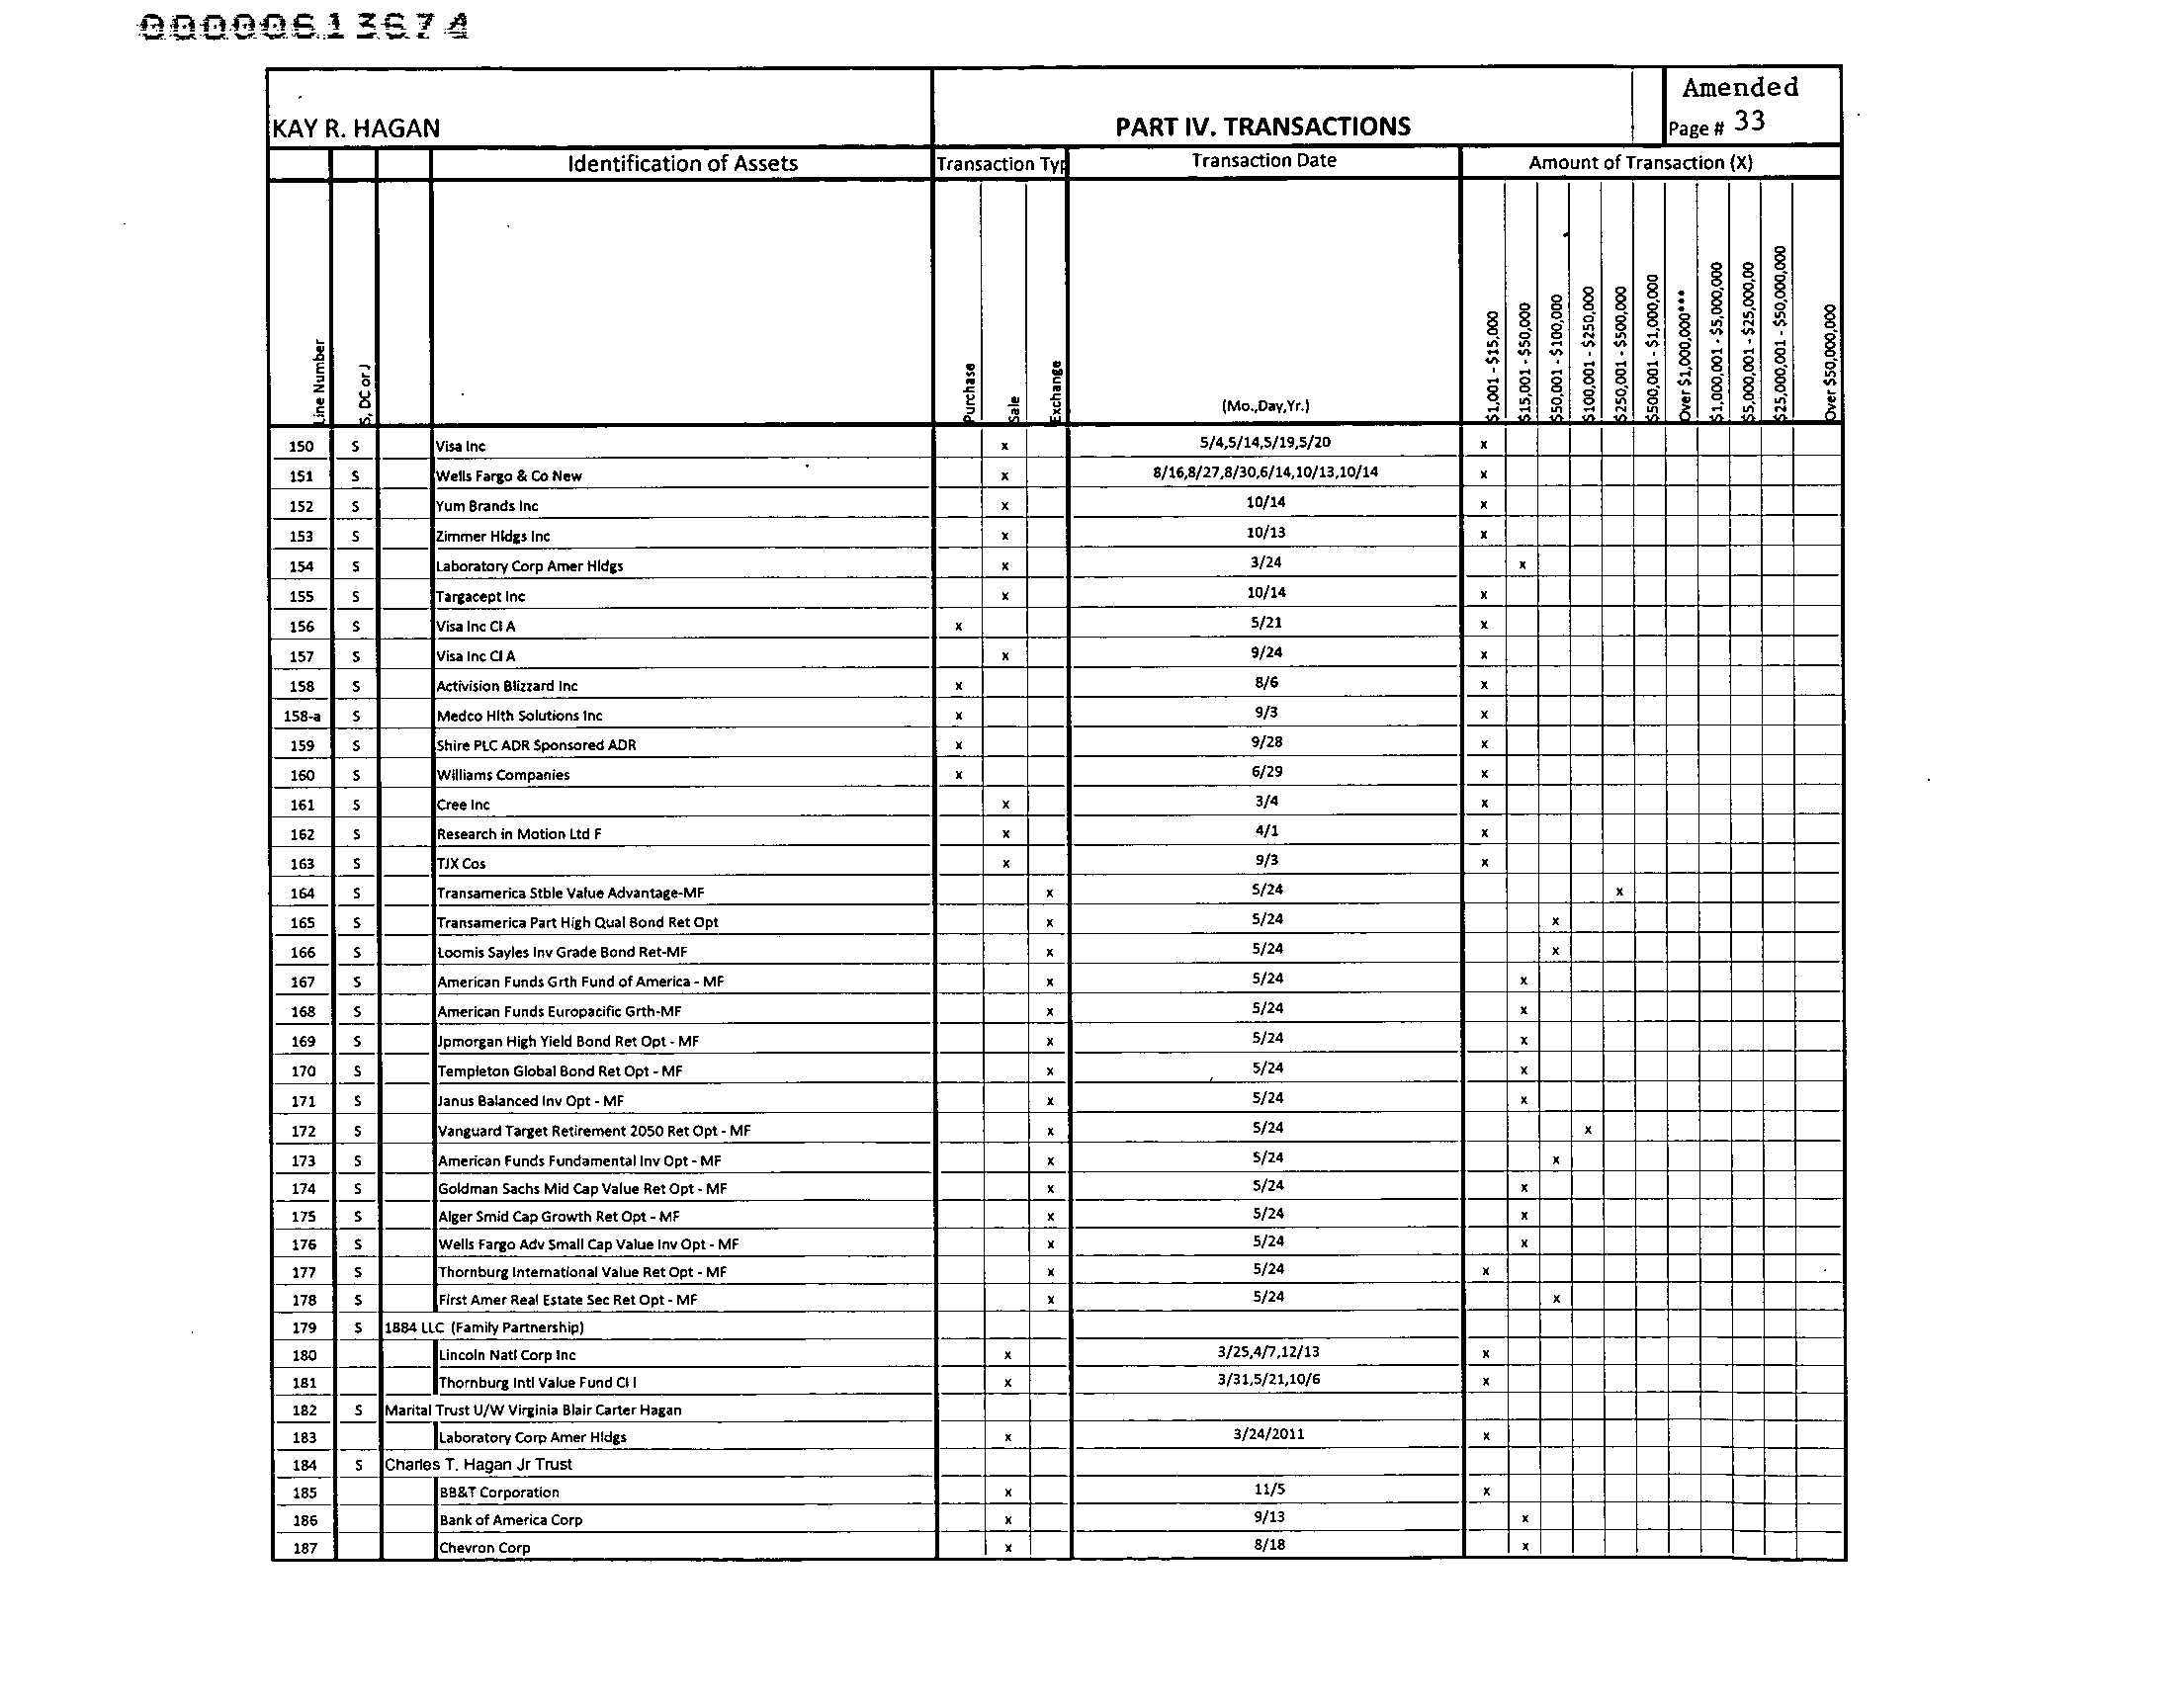 00000613674
Amended
KAY R. HAGAN PART IV. TRANSACTIONS Page # 33
Identification of Assets Transaction Typ Transaction Date Amount of Transaction (X)
Line Number S, DC or J Purchase Sale Exchange (Mo.,Day,Yr.) $1,001 - $15,000 $15,001 - $50,000 $50,001 - $100,000 $100,001 - $250,000 $250,001 - $500,000 $500,001 - $1,000,000 Over $1,000,000*** $1,000,001 - $5,000,000 $5,000,001 - $25,000,00 $25,000,001 - $50,000,000 Over $50,000,000
150 S Visa Inc x 5/4,5/14,5/19,5/20 x
151 S Wells Fargo & Co New x 8/16,8/27,8/30,6/14,10/13,10/14 x
152 S Yum Brands Inc x 10/14 x
153 S Zimmer Hldgs Inc x 10/13 x
154 S Laboratory Corp Amer Hldgs x 3/24 x
155 S Targacept Inc x 10/14 x
156 S Visa Inc Cl A x 5/21 x
157 S Visa Inc Cl A x 9/24 x
158 S Activision Blizzard Inc x 8/6 x
158-a S Medco Hlth Solutions Inc x 9/3 x
159 S Shire PLC ADR Sponsored ADR x 9/28 x
160 S Williams Companies x 6/29 x
161 S Cree Inc x 3/4 x
162 S Research in Motion Ltd F x 4/1 x
163 S TJX Cos x 9/3 x
164 S Transamerica Stble Value Advantage-MF x 5/24 x
165 S Transamerica Part High Qual Bond Ret Opt x 5/24 x
166 S Loomis Sayles Inv Grade Bond Ret-MF x 5/24 x
167 S American Funds Grth Fund of America - MF x 5/24 x
168 S American Funds Europacific Grth-MF x 5/24 x
169 S Jpmorgan High Yield Bond Ret Opt - MF x 5/24 x
170 S Templeton Global Bond Ret Opt - MF x 5/24 x
171 S Janus Balanced Inv Opt - MF x 5/24 x
172 S Vanguard Target Retirement 2050 Ret Opt - MF x 5/24 x
173 S American Funds Fundamental Inv Opt - MF x 5/24 x
174 S Goldman Sachs Mid Cap Value Ret Opt - MF x 5/24 x
175 S Alger Smid Cap Growth Ret Opt - MF x 5/24 x
176 S Wells Fargo Adv Small Cap Value Inv Opt - MF x 5/24 x
177 S Thornburg International Value Ret Opt - MF x 5/24 x
178 S First Amer Real Estate Sec Ret Opt - MF x 5/24 x
179 S 1884 LLC (Family Partnership)
180 Lincoln Natl Corp Inc x 3/25,4/7,12/13 x
181 Thornburg Intl Value Fund Cl I x 3/31,5/21,10/6 x
182 S Marital Trust U/W Virginia Blair Carter Hagan
183 Laboratory Corp Amer Hldgs x 3/24/2011 x
184 S Charles T. Hagan Jr Trust
185 BB&T Corporation x 11/5 x
186 Bank of America Corp x 9/13 x
187 Chevron Corp x 8/18 x